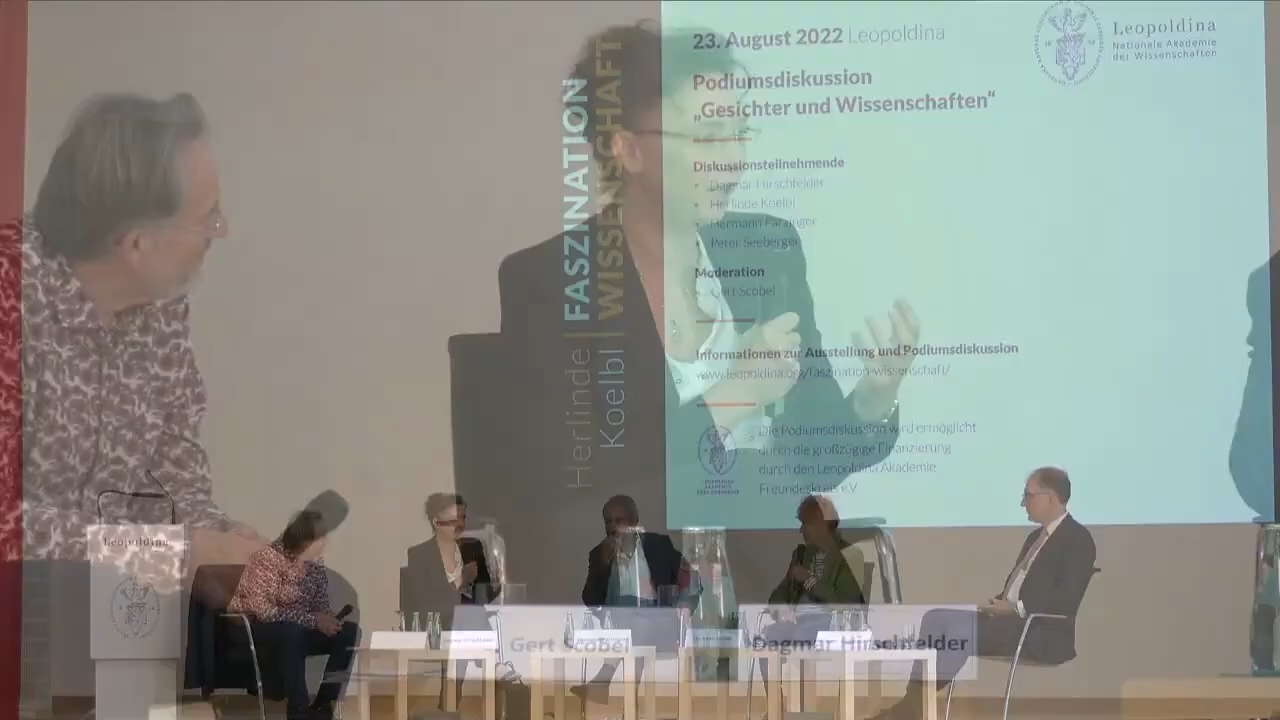 23. August 2022 Leopoldina
Podiumsdiskussion
„Gesichter und Wissenschaften“
Diskussionsteilnehmende
• Dagmar Hirschfelder
• Herlinde Koelbl
Hermann Parzinger
Peter Seeberger
Moderation
Gert Scobel
Informationen zur Ausstellung und Podiumsdiskussion
www.leopoldina.org/faszination-wissenschaft/
Die Podiumsdiskussion wird ermöglicht
durch die großzügige Finanzierung
durch den Leopoldina Akademie
Freundeskreis e.V
Leopoldina
Nationale Akademie
der Wissenschaften
Herlinde | FASZINATION
Koelbl | WISSENSCHAFT
Leopoldina
Gert Scobel
Dagmar Hirschfelder